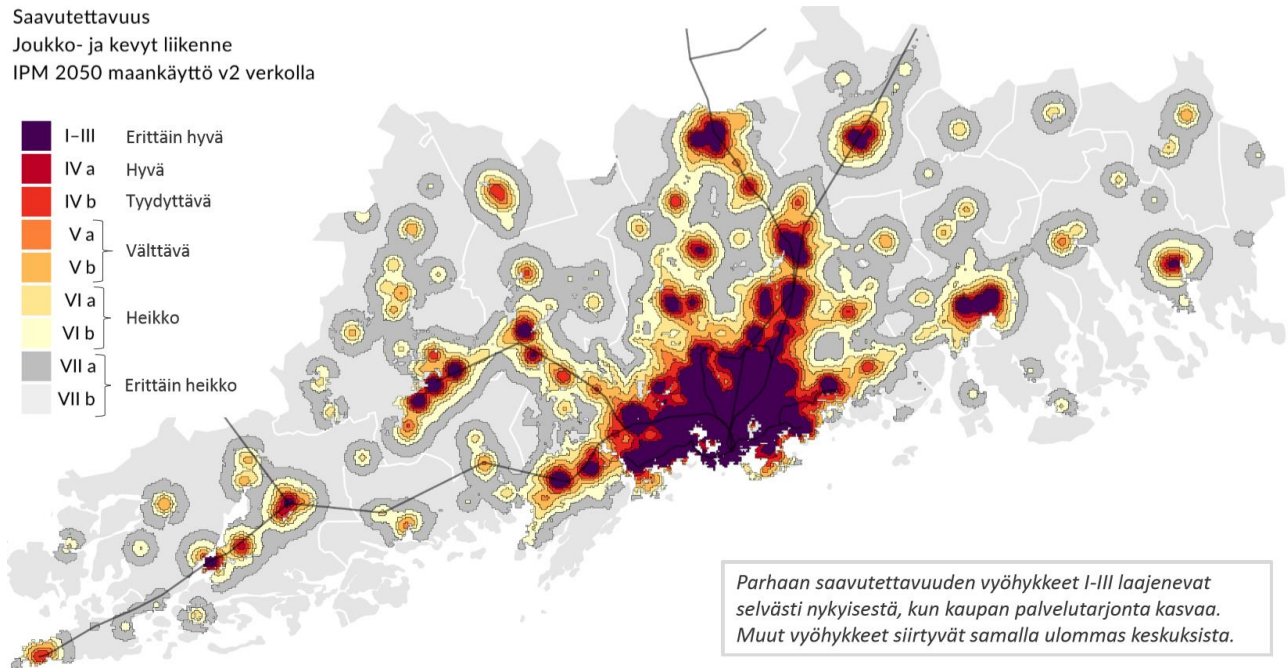 Saavutettavuus
Joukko- ja kevyt liikenne
IPM 2050 maankäyttö v2 verkolla
I–III Erittäin hyvä
IV a Hyvä
IV b Tyydyttävä
V a
Välttävä
V b
VI a
Heikko
VI b
VII a
Erittäin heikko
VII b
Parhaan saavutettavuuden vyöhykkeet I-III laajenevat
selvästi nykyisestä, kun kaupan palvelutarjonta kasvaa.
Muut vyöhykkeet siirtyvät samalla ulommas keskuksista.